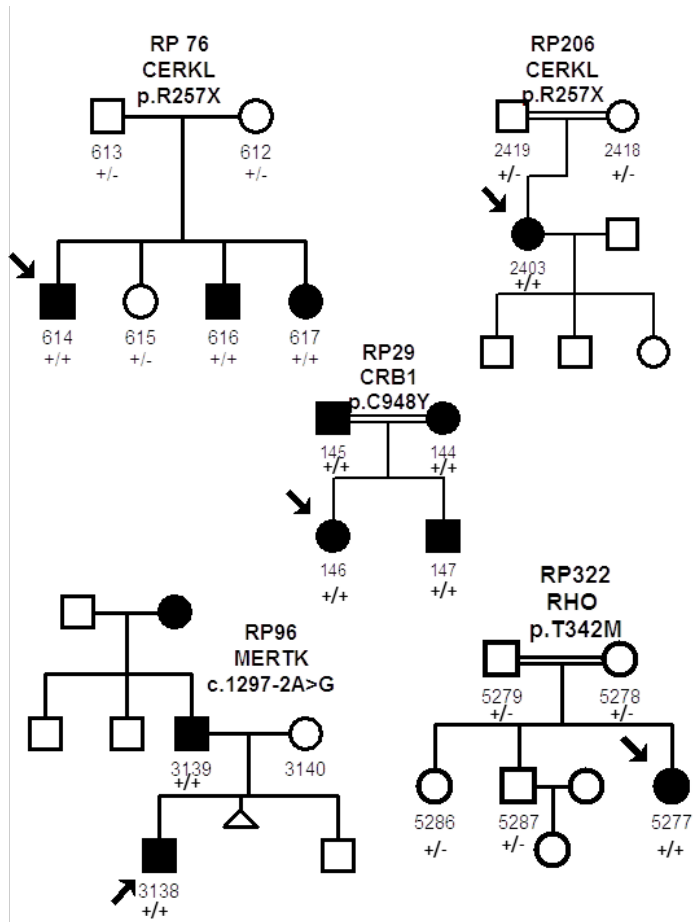 RP 76
CERKL
p.R257X
613
+/-
612
+/-
614
+/+
615
+/-
616
+/+
617
+/+
RP206
CERKL
p.R257X
2419
+/-
2418
+/-
2403
+/+
RP29
CRB1
p.C948Y
145
+/+
144
+/+
146
+/+
147
+/+
RP96
MERTK
c.1297-2A>G
3139
+/+
3140
3138
+/+
RP322
RHO
p.T342M
5279
+/-
5278
+/-
5286
+/-
5287
+/-
5277
+/+